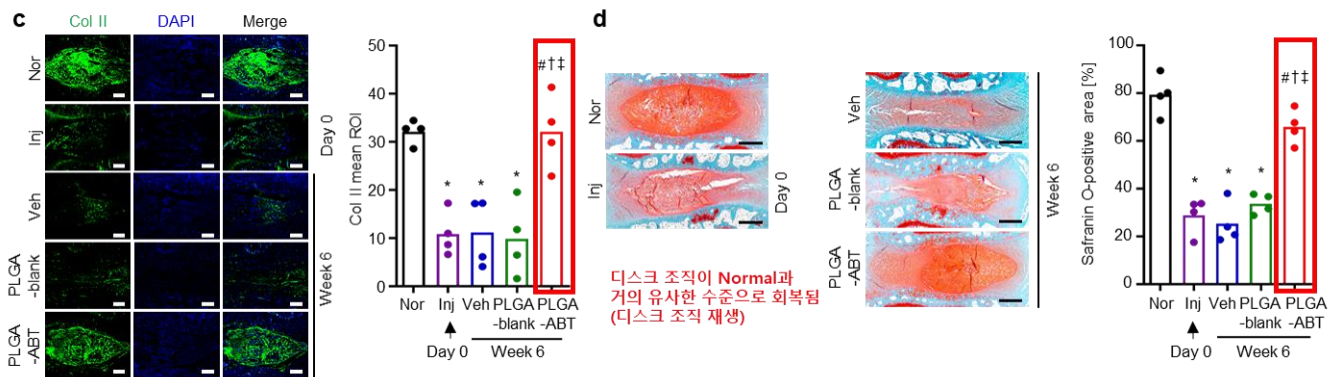 c
Col II DAPI Merge
Nor
Inj
Veh
PLGA
-blank
PLGA
-ABT
Day 0
Week 6
Col II mean ROI
50
40
30
20
10
0
* * *
#†‡
Nor Inj Veh PLGA PLGA
-blank -ABT
Day 0 Week 6
d
Nor
Inj
Day 0
디스크 조직이 Normal과
거의 유사한 수준으로 회복됨
(디스크 조직 재생)
Veh
PLGA
-blank
PLGA
-ABT
Week 6
Safranin O-positive area [%]
100
80
60
40
20
0
* * *
#†‡
Nor Inj Veh PLGA PLGA
-blank -ABT
Day 0 Week 6